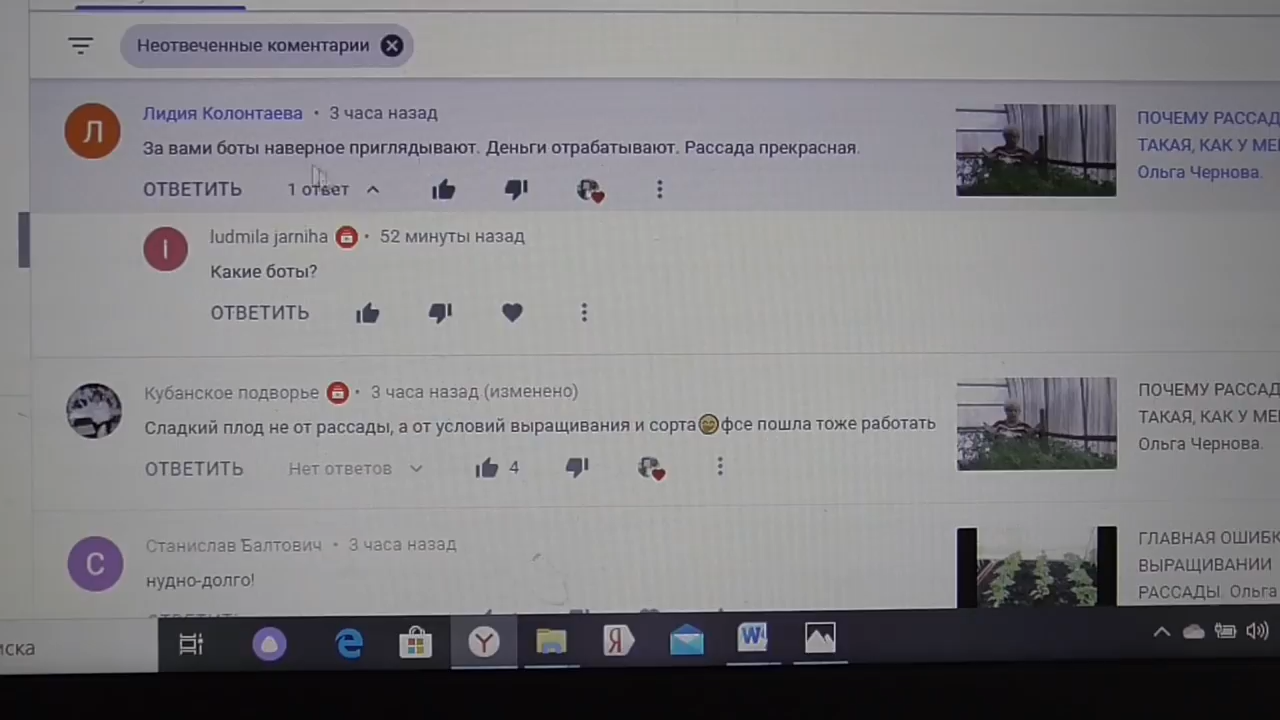 Неотвеченные коментарии
Лидия Колонтаева • 3 часа назад
За вами боты наверное приглядывают. Деньги отрабатывают. Рассада прекрасная.
ОТВЕТИТЬ 1 ответ
ПОЧЕМУ РАССАД
ТАКАЯ, КАК У МЕ
Ольга Чернова.
l
Л
ludmila jarniha • 52 минуты назад
Какие боты?
ОТВЕТИТЬ
Кубанское подворье • 3 часа назад (изменено)
Сладкий плод не от рассады, а от условий выращивания и сорта😄фсе пошла тоже работать
ОТВЕТИТЬ Нет ответов 4
ПОЧЕМУ РАССАД
ТАКАЯ, КАК У МЕ
Ольга Чернова.
С
Станислав Балтович • 3 часа назад
нудно-долго!
ГЛАВНАЯ ОШИБК
ВЫРАЩИВАНИИ
РАССАДЫ. Ольга
иска